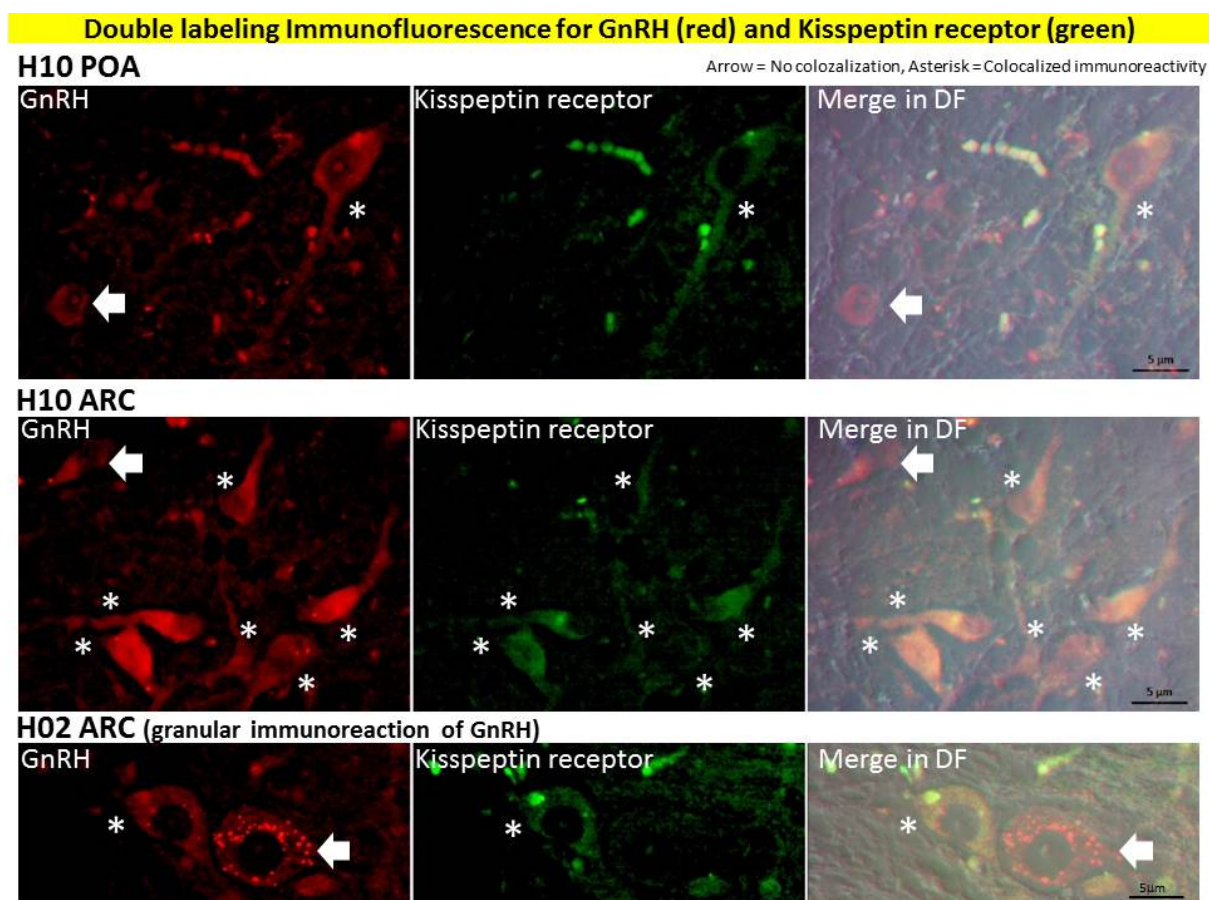 Double labeling Immunofluorescence for GnRH (red) and Kisspeptin receptor (green)
H10 POA
Arrow = No colozalization, Asterisk = Colocalized immunoreactivity
GnRH
Kisspeptin receptor
Merge in DF
*
*
*
5 µm
H10 ARC
GnRH
Kisspeptin receptor
Merge in DF
* * *
* * *
* * *
* * *
* * *
* * *
5 µm
H02 ARC (granular immunoreaction of GnRH)
GnRH
Kisspeptin receptor
Merge in DF
*
*
*
5µm